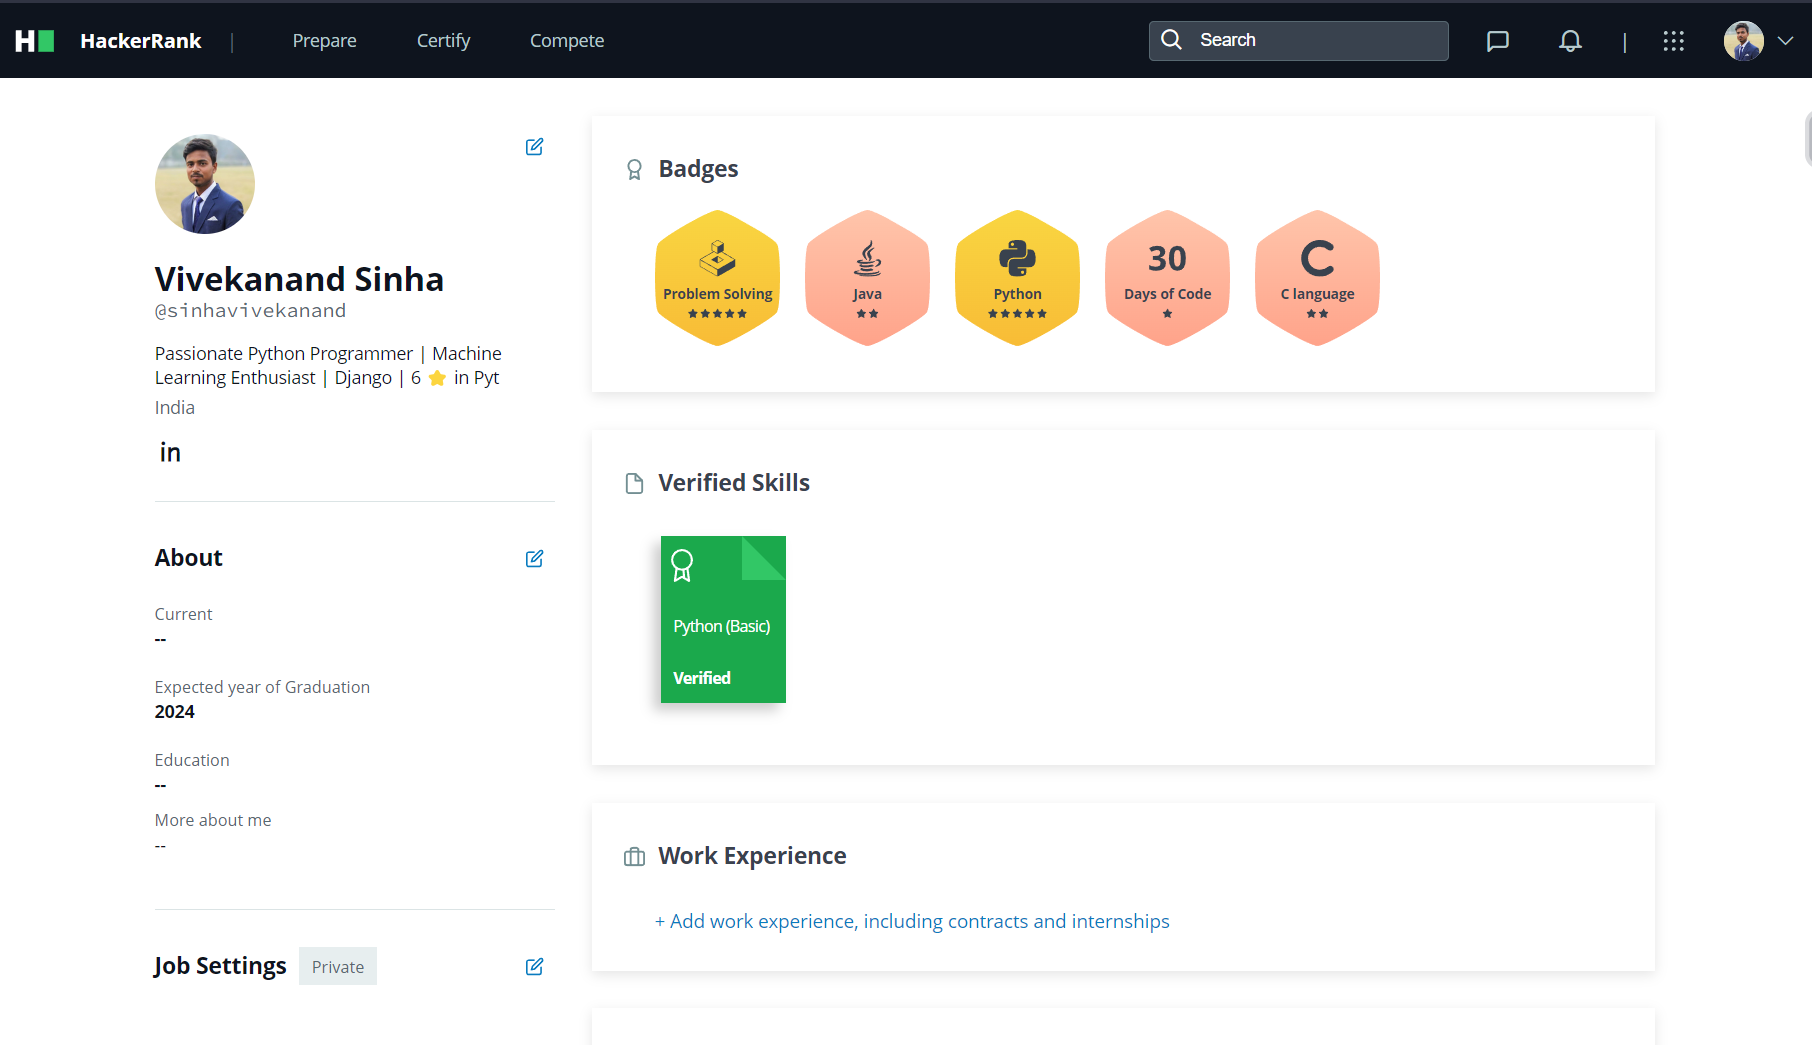 HackerRank | Prepare Certify Compete Search |
Vivekanand Sinha
@sinhavivekanand
Passionate Python Programmer | Machine
Learning Enthusiast | Django | 6 ⭐ in Pyt
India
in
About
Current
--
Expected year of Graduation
2024
Education
--
More about me
--
Job Settings Private
Badges
Problem Solving
Java
Python
30
Days of Code
C
C language
Verified Skills
Python (Basic)
Verified
Work Experience
+ Add work experience, including contracts and internships